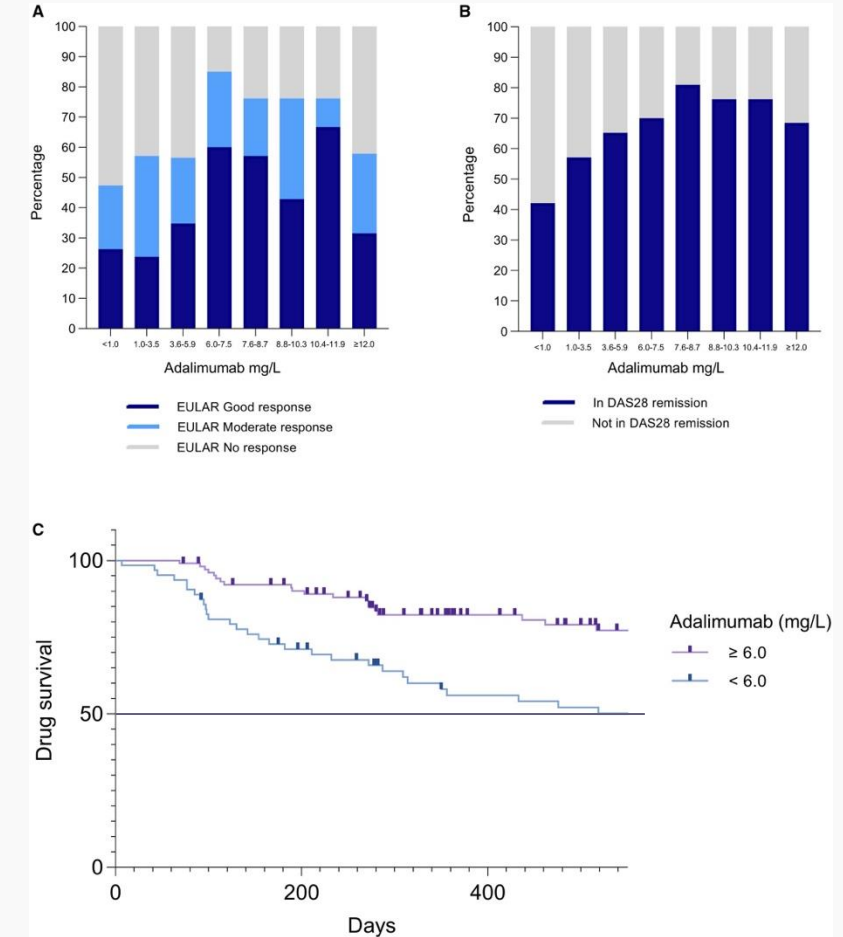 A
100
90
80
70
60
50
40
30
20
10
0
Percentage
<1.0 1.0-3.5 3.6-5.9 6.0-7.5 7.6-8.7 8.8-10.3 10.4-11.9 ≥12.0
Adalimumab mg/L
EULAR Good response
EULAR Moderate response
EULAR No response
B
100
90
80
70
60
50
40
30
20
10
0
Percentage
<1.0 1.0-3.5 3.6-5.9 6.0-7.5 7.6-8.7 8.8-10.3 10.4-11.9 ≥12.0
Adalimumab mg/L
In DAS28 remission
Not in DAS28 remission
C
100
50
0
Drug survival
0 200 400
Days
Adalimumab (mg/L)
≥ 6.0
< 6.0